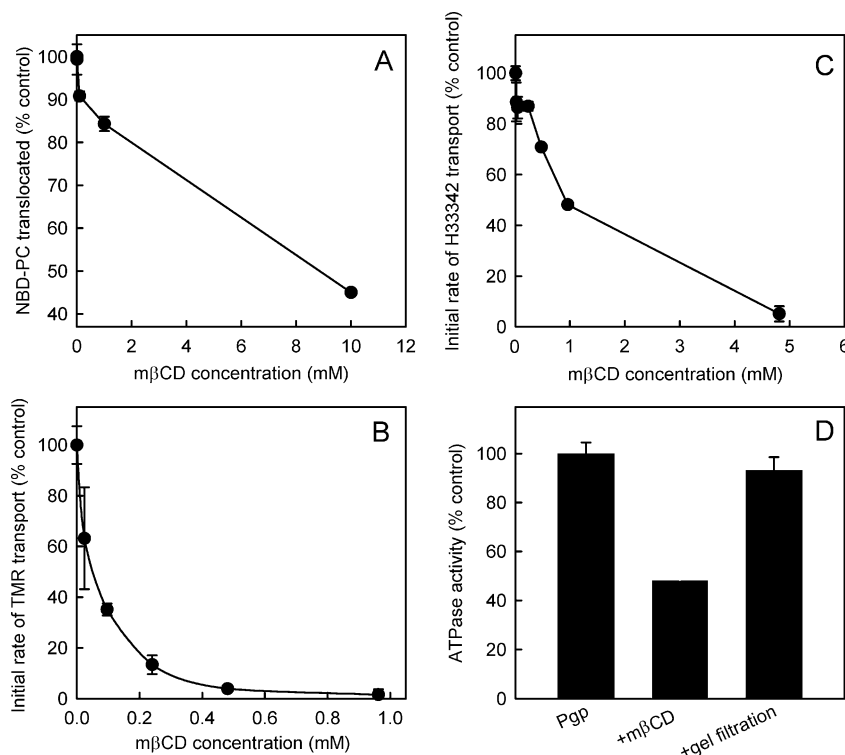 A
NBD-PC translocated (% control)
100
90
80
70
60
50
40
0 2 4 6 8 10 12
mβCD concentration (mM)
C
Initial rate of H33342 transport (% control)
100
80
60
40
20
0
0 1 2 3 4 5 6
mβCD concentration (mM)
B
Initial rate of TMR transport (% control)
100
80
60
40
20
0
0.0 0.2 0.4 0.6 0.8 1.0
mβCD concentration (mM)
D
ATPase activity (% control)
100
80
60
40
20
0
Pgp +mβCD +gel filtration